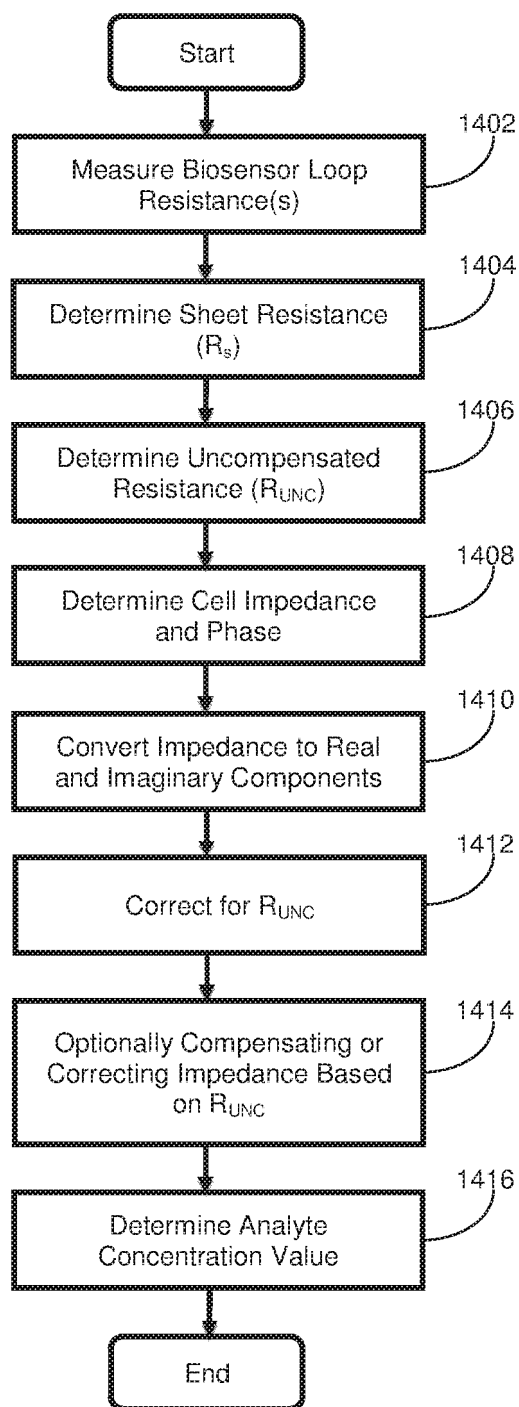 Start
1402
Measure Biosensor Loop
Resistance(s)
1404
Determine Sheet Resistance
(Rs)
1406
Determine Uncompensated
Resistance (RUNC)
1408
Determine Cell Impedance
and Phase
1410
Convert Impedance to Real
and Imaginary Components
1412
Correct for RUNC
1414
Optionally Compensating or
Correcting Impedance Based
on RUNC
1416
Determine Analyte
Concentration Value
End